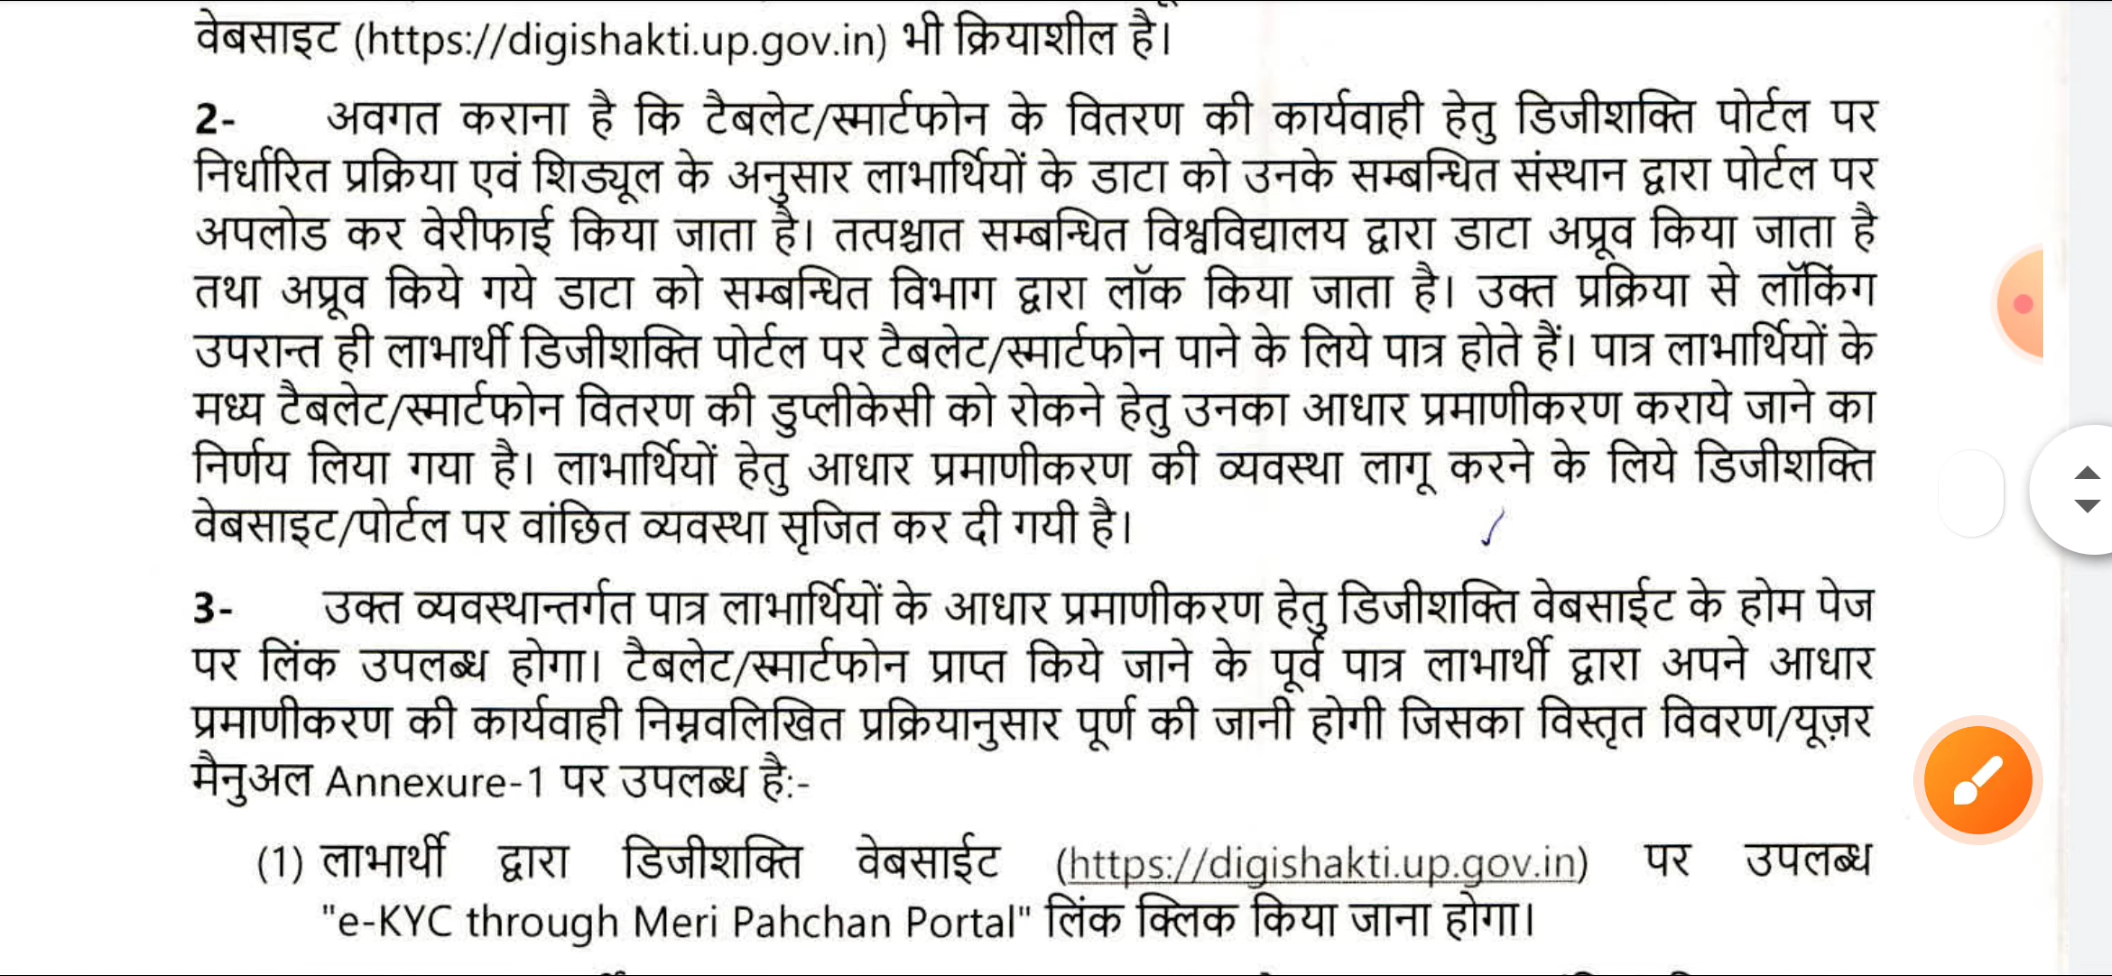 वेबसाइट (https://digishakti.up.gov.in) भी क्रियाशील है।
2- अवगत कराना है कि टैबलेट/स्मार्टफोन के वितरण की कार्यवाही हेतु डिजीशक्ति पोर्टल पर
निर्धारित प्रक्रिया एवं शिड्यूल के अनुसार लाभार्थियों के डाटा को उनके सम्बन्धित संस्थान द्वारा पोर्टल पर
अपलोड कर वेरीफाई किया जाता है। तत्पश्चात सम्बन्धित विश्वविद्यालय द्वारा डाटा अप्रूव किया जाता है
तथा अप्रूव किये गये डाटा को सम्बन्धित विभाग द्वारा लॉक किया जाता है। उक्त प्रक्रिया से लॉकिंग
उपरान्त ही लाभार्थी डिजीशक्ति पोर्टल पर टैबलेट/स्मार्टफोन पाने के लिये पात्र होते हैं। पात्र लाभार्थियों के
मध्य टैबलेट/स्मार्टफोन वितरण की डुप्लीकेसी को रोकने हेतु उनका आधार प्रमाणीकरण कराये जाने का
निर्णय लिया गया है। लाभार्थियों हेतु आधार प्रमाणीकरण की व्यवस्था लागू करने के लिये डिजीशक्ति
वेबसाइट/पोर्टल पर वांछित व्यवस्था सृजित कर दी गयी है।
3- उक्त व्यवस्थान्तर्गत पात्र लाभार्थियों के आधार प्रमाणीकरण हेतु डिजीशक्ति वेबसाईट के होम पेज
पर लिंक उपलब्ध होगा। टैबलेट/स्मार्टफोन प्राप्त किये जाने के पूर्व पात्र लाभार्थी द्वारा अपने आधार
प्रमाणीकरण की कार्यवाही निम्नवलिखित प्रक्रियानुसार पूर्ण की जानी होगी जिसका विस्तृत विवरण/यूज़र
मैनुअल Annexure-1 पर उपलब्ध है:-
(1) लाभार्थी द्वारा डिजीशक्ति वेबसाईट (https://digishakti.up.gov.in) पर उपलब्ध
"e-KYC through Meri Pahchan Portal" लिंक क्लिक किया जाना होगा।